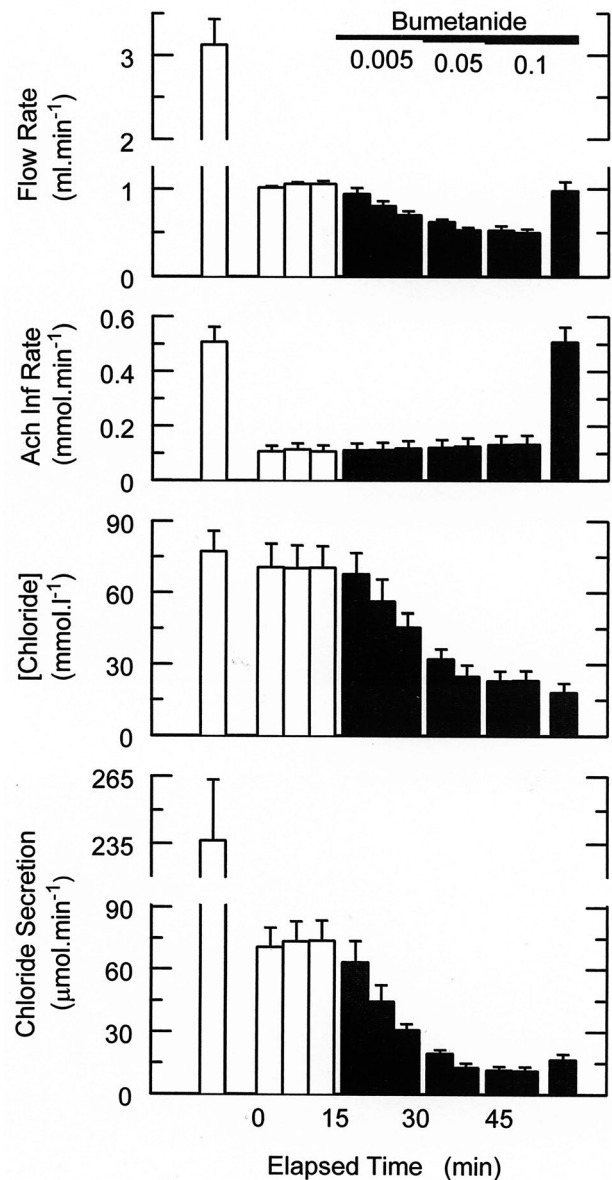 Bumetanide
0.005 0.05 0.1
Flow Rate
(ml.min⁻¹)
3
2
1
0
Ach Inf Rate
(mmol.min⁻¹)
0.6
0.4
0.2
0
[Chloride]
(mmol.l⁻¹)
90
60
30
0
Chloride Secretion
(µmol.min⁻¹)
265
235
90
60
30
0
0 15 30 45
Elapsed Time (min)